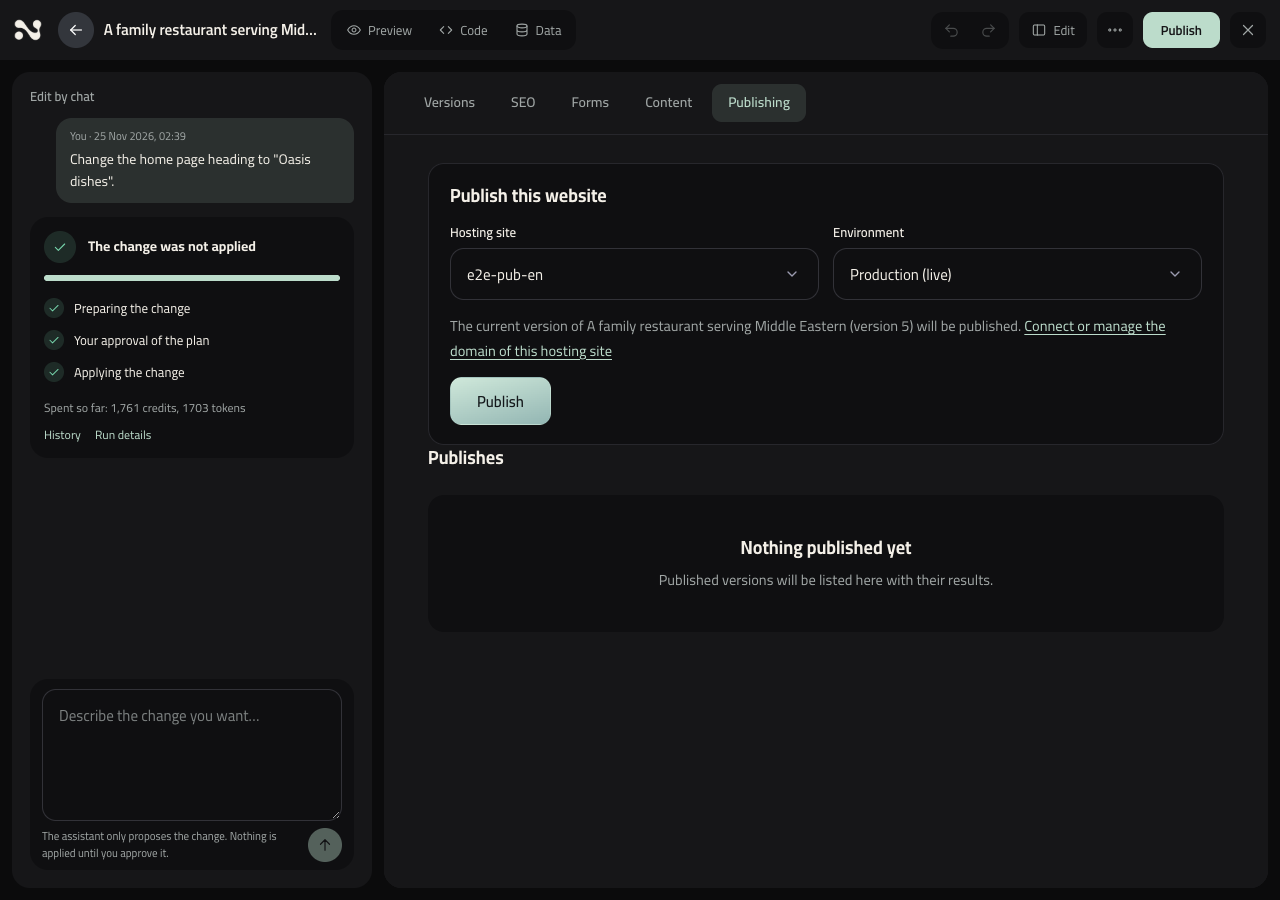 A family restaurant serving Mid...
Preview
Code
Data
Edit
Publish
Edit by chat
You · 25 Nov 2026, 02:39
Change the home page heading to "Oasis
dishes".
The change was not applied
Preparing the change
Your approval of the plan
Applying the change
Spent so far: 1,761 credits, 1703 tokens
History
Run details
Describe the change you want...
The assistant only proposes the change. Nothing is
applied until you approve it.
Versions
SEO
Forms
Content
Publishing
Publish this website
Hosting site
Environment
e2e-pub-en
Production (live)
The current version of A family restaurant serving Middle Eastern (version 5) will be published. Connect or manage the
domain of this hosting site
Publish
Publishes
Nothing published yet
Published versions will be listed here with their results.